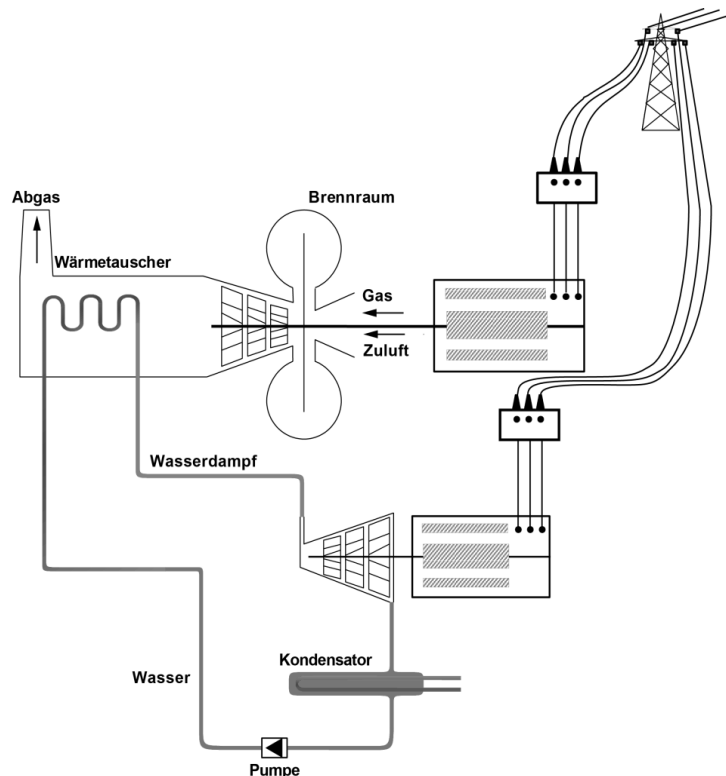 Abgas
Brennraum
Wärmetauscher
Gas
Zuluft
Wasserdampf
Kondensator
Wasser
Pumpe